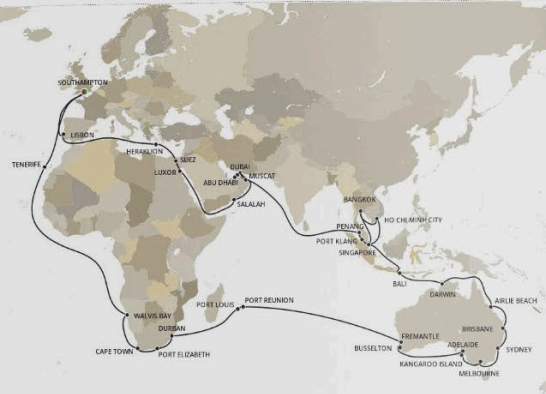 SOUTHAMPTON
LISBON
HERAKLION
TENERIFE
SUEZ
LUXOR
DUBAI
MUSCAT
ABU DHABI
SALALAH
BANGKOK
HO CHI MINH CITY
PENANG
PORT KLANG
SINGAPORE
BALI
DARWIN
AIRLIE BEACH
PORT LOUIS
PORT REUNION
WALVIS BAY
DURBAN
CAPE TOWN
PORT ELIZABETH
FREMANTLE
BUSSELTON
BRISBANE
ADELAIDE
SYDNEY
KANGAROO ISLAND
MELBOURNE